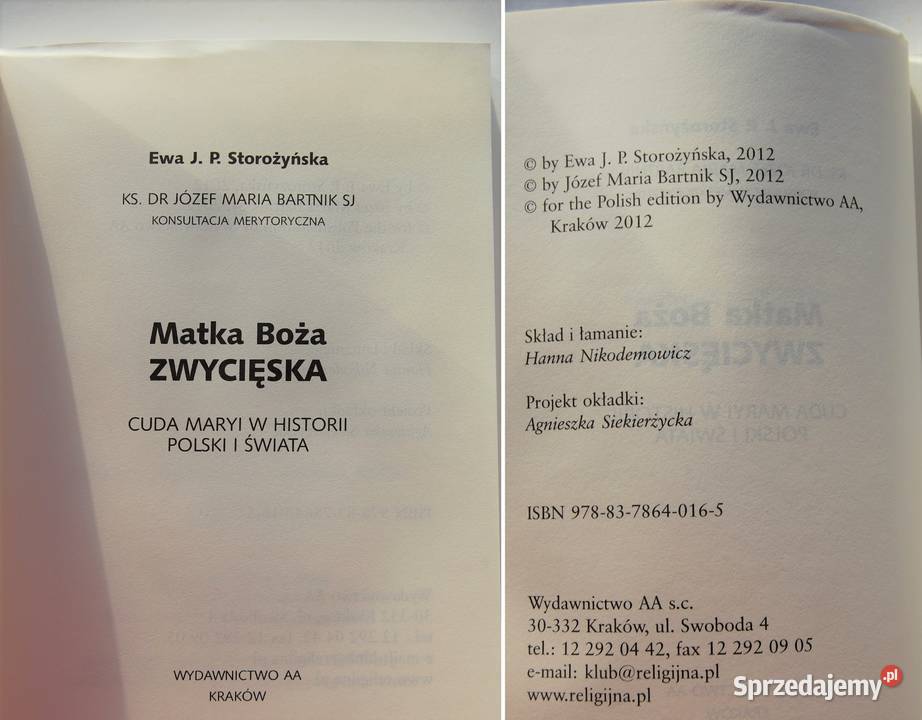 Ewa J. P. Storożyńska
KS. DR JÓZEF MARIA BARTNIK SJ
KONSULTACJA MERYTORYCZNA
Matka Boża
ZWYCIĘSKA
CUDA MARYI W HISTORII
POLSKI I ŚWIATA
WYDAWNICTWO AA
KRAKÓW
© by Ewa J. P. Storożyńska, 2012
© by Józef Maria Bartnik SJ, 2012
© for the Polish edition by Wydawnictwo AA,
Kraków 2012
Skład i łamanie:
Hanna Nikodemowicz
Projekt okładki:
Agnieszka Siekierżycka
ISBN 978-83-7864-016-5
Wydawnictwo AA s.c.
30-332 Kraków, ul. Swoboda 4
tel.: 12 292 04 42, fax 12 292 09 05
e-mail: klub@religijna.pl
www.religijna.pl
Sprzedajemy.pl